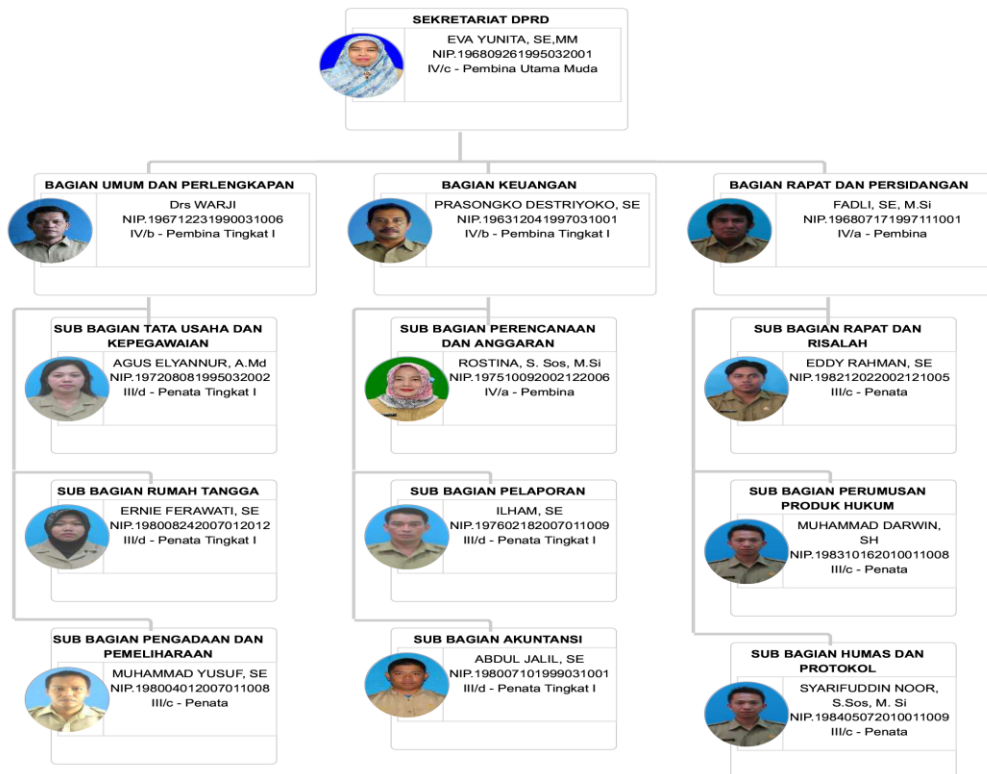 SEKRETARIAT DPRD
EVA YUNITA, SE,MM
NIP.196809261995032001
IV/c - Pembina Utama Muda
BAGIAN UMUM DAN PERLENGKAPAN
Drs WARJI
NIP.196712231990031006
IV/b - Pembina Tingkat I
BAGIAN KEUANGAN
PRASONGKO DESTRIYOKO, SE
NIP.196312041997031001
IV/b - Pembina Tingkat I
BAGIAN RAPAT DAN PERSIDANGAN
FADLI, SE, M.Si
NIP.196807171997111001
IV/a - Pembina
SUB BAGIAN TATA USAHA DAN
KEPEGAWAIAN
AGUS ELYANNUR, A.Md
NIP.197208081995032002
III/d - Penata Tingkat I
SUB BAGIAN PERENCANAAN
DAN ANGGARAN
ROSTINA, S. Sos, M.Si
NIP.197510092002122006
IV/a - Pembina
SUB BAGIAN RAPAT DAN
RISALAH
EDDY RAHMAN, SE
NIP.198212022002121005
III/c - Penata
SUB BAGIAN RUMAH TANGGA
ERNIE FERAWATI, SE
NIP.198008242007012012
III/d - Penata Tingkat I
SUB BAGIAN PELAPORAN
ILHAM, SE
NIP.197602182007011009
III/d - Penata Tingkat I
SUB BAGIAN PERUMUSAN
PRODUK HUKUM
MUHAMMAD DARWIN,
SH
NIP.198310162010011008
III/c - Penata
SUB BAGIAN PENGADAAN DAN
PEMELIHARAAN
MUHAMMAD YUSUF, SE
NIP.198004012007011008
III/c - Penata
SUB BAGIAN AKUNTANSI
ABDUL JALIL, SE
NIP.198007101999031001
III/d - Penata Tingkat I
SUB BAGIAN HUMAS DAN
PROTOKOL
SYARIFUDDIN NOOR,
S.Sos, M. Si
NIP.198405072010011009
III/c - Penata